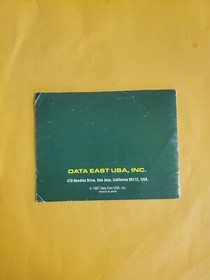 DATA EAST USA, INC.
470 Needles Drive, San Jose, California 95112, USA.
© 1987 Data East USA, Inc.